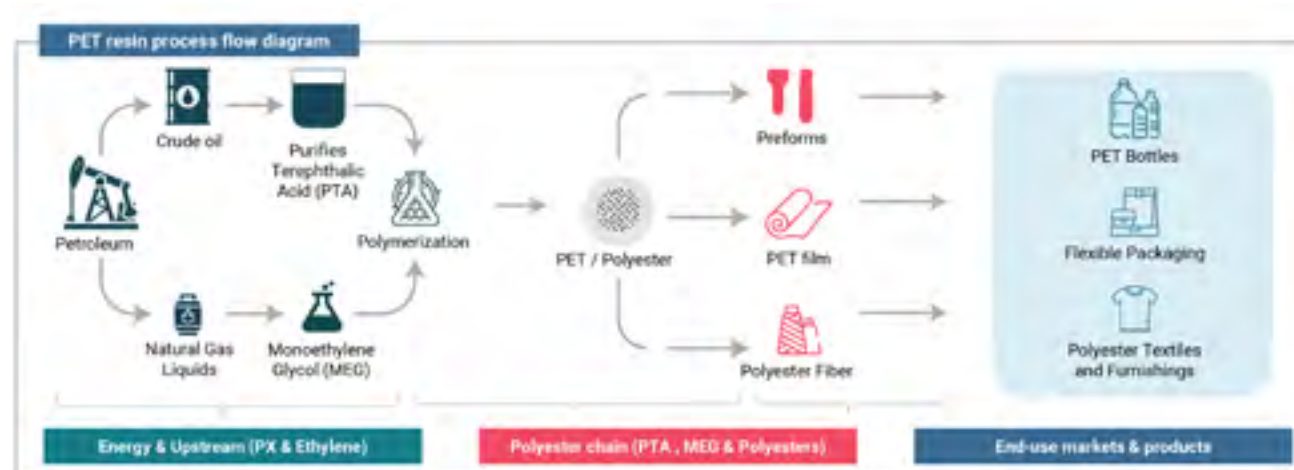 PET resin process flow diagram
Crude oil
Purifies
Terephthalic
Acid (PTA)
Petroleum
Polymerization
Natural Gas
Liquids
Monoethylene
Glycol (MEG)
PET / Polyester
Preforms
PET film
Polyester Fiber
PET Bottles
Flexible Packaging
Polyester Textiles
and Furnishings
Energy & Upstream (PX & Ethylene)
Polyester chain (PTA , MEG & Polyesters)
End-use markets & products